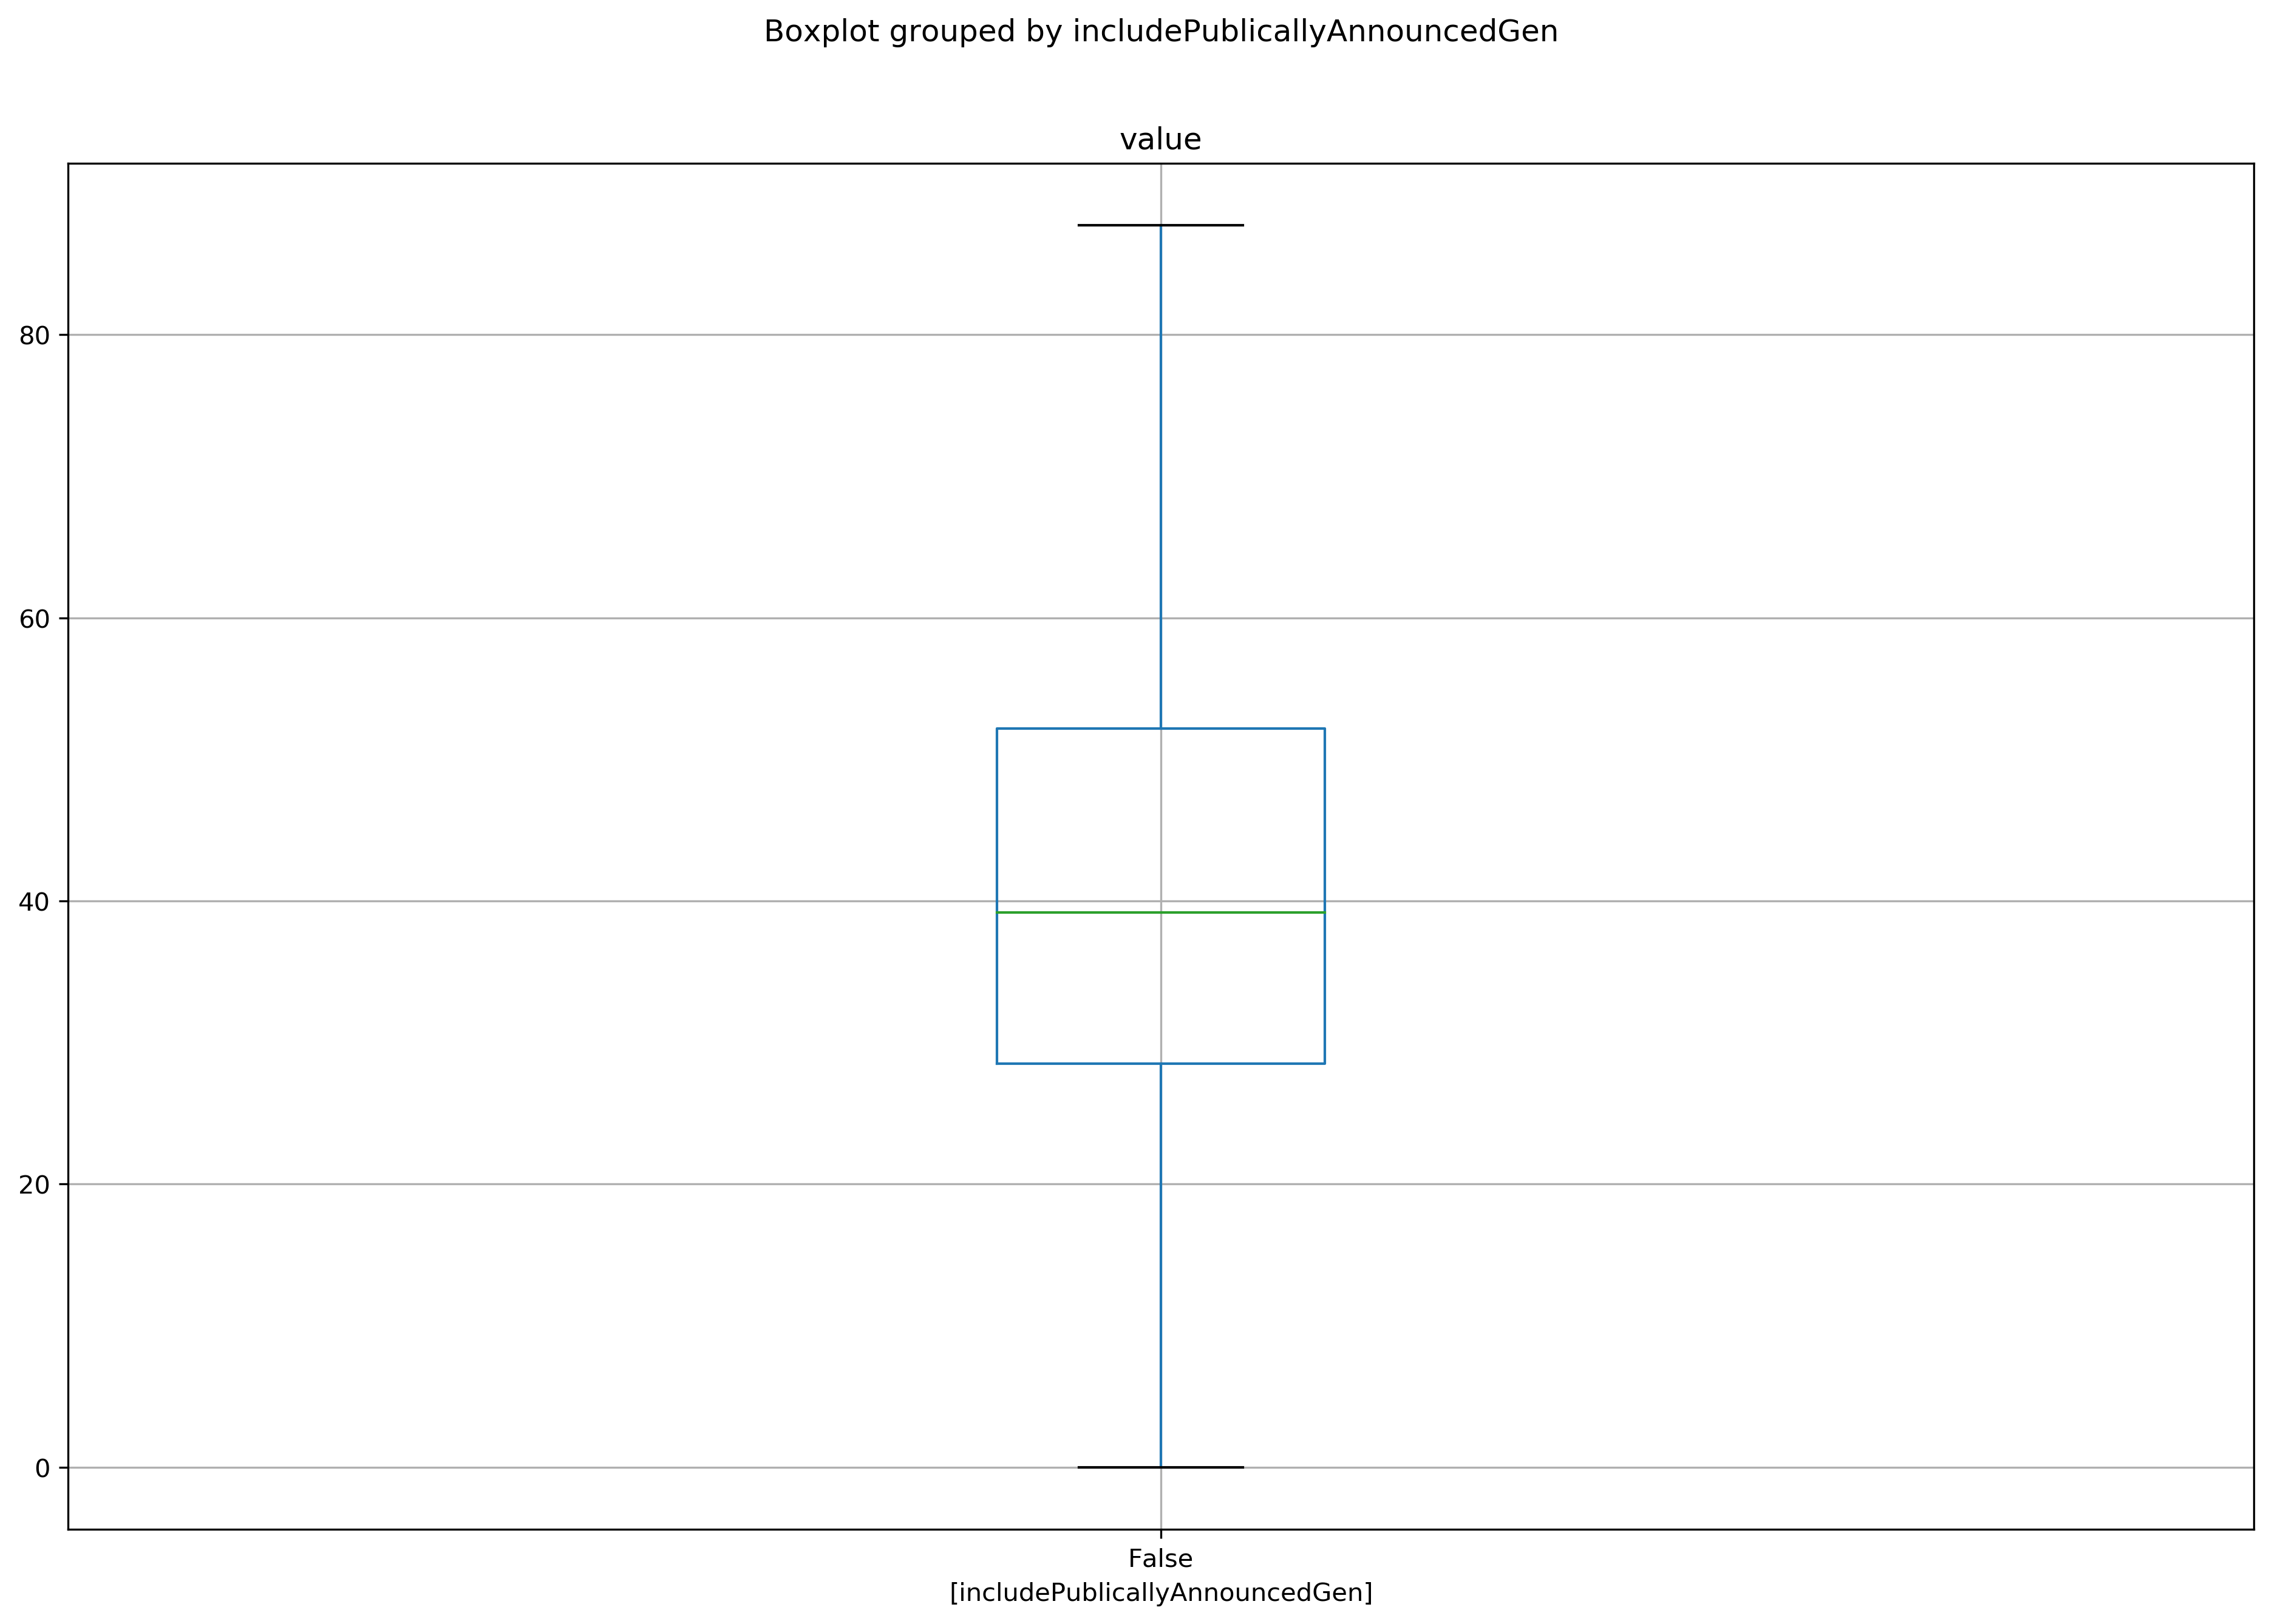 Boxplot grouped by includePublicallyAnnouncedGen
value
80
60
40
20
0
False
[includePublicallyAnnouncedGen]